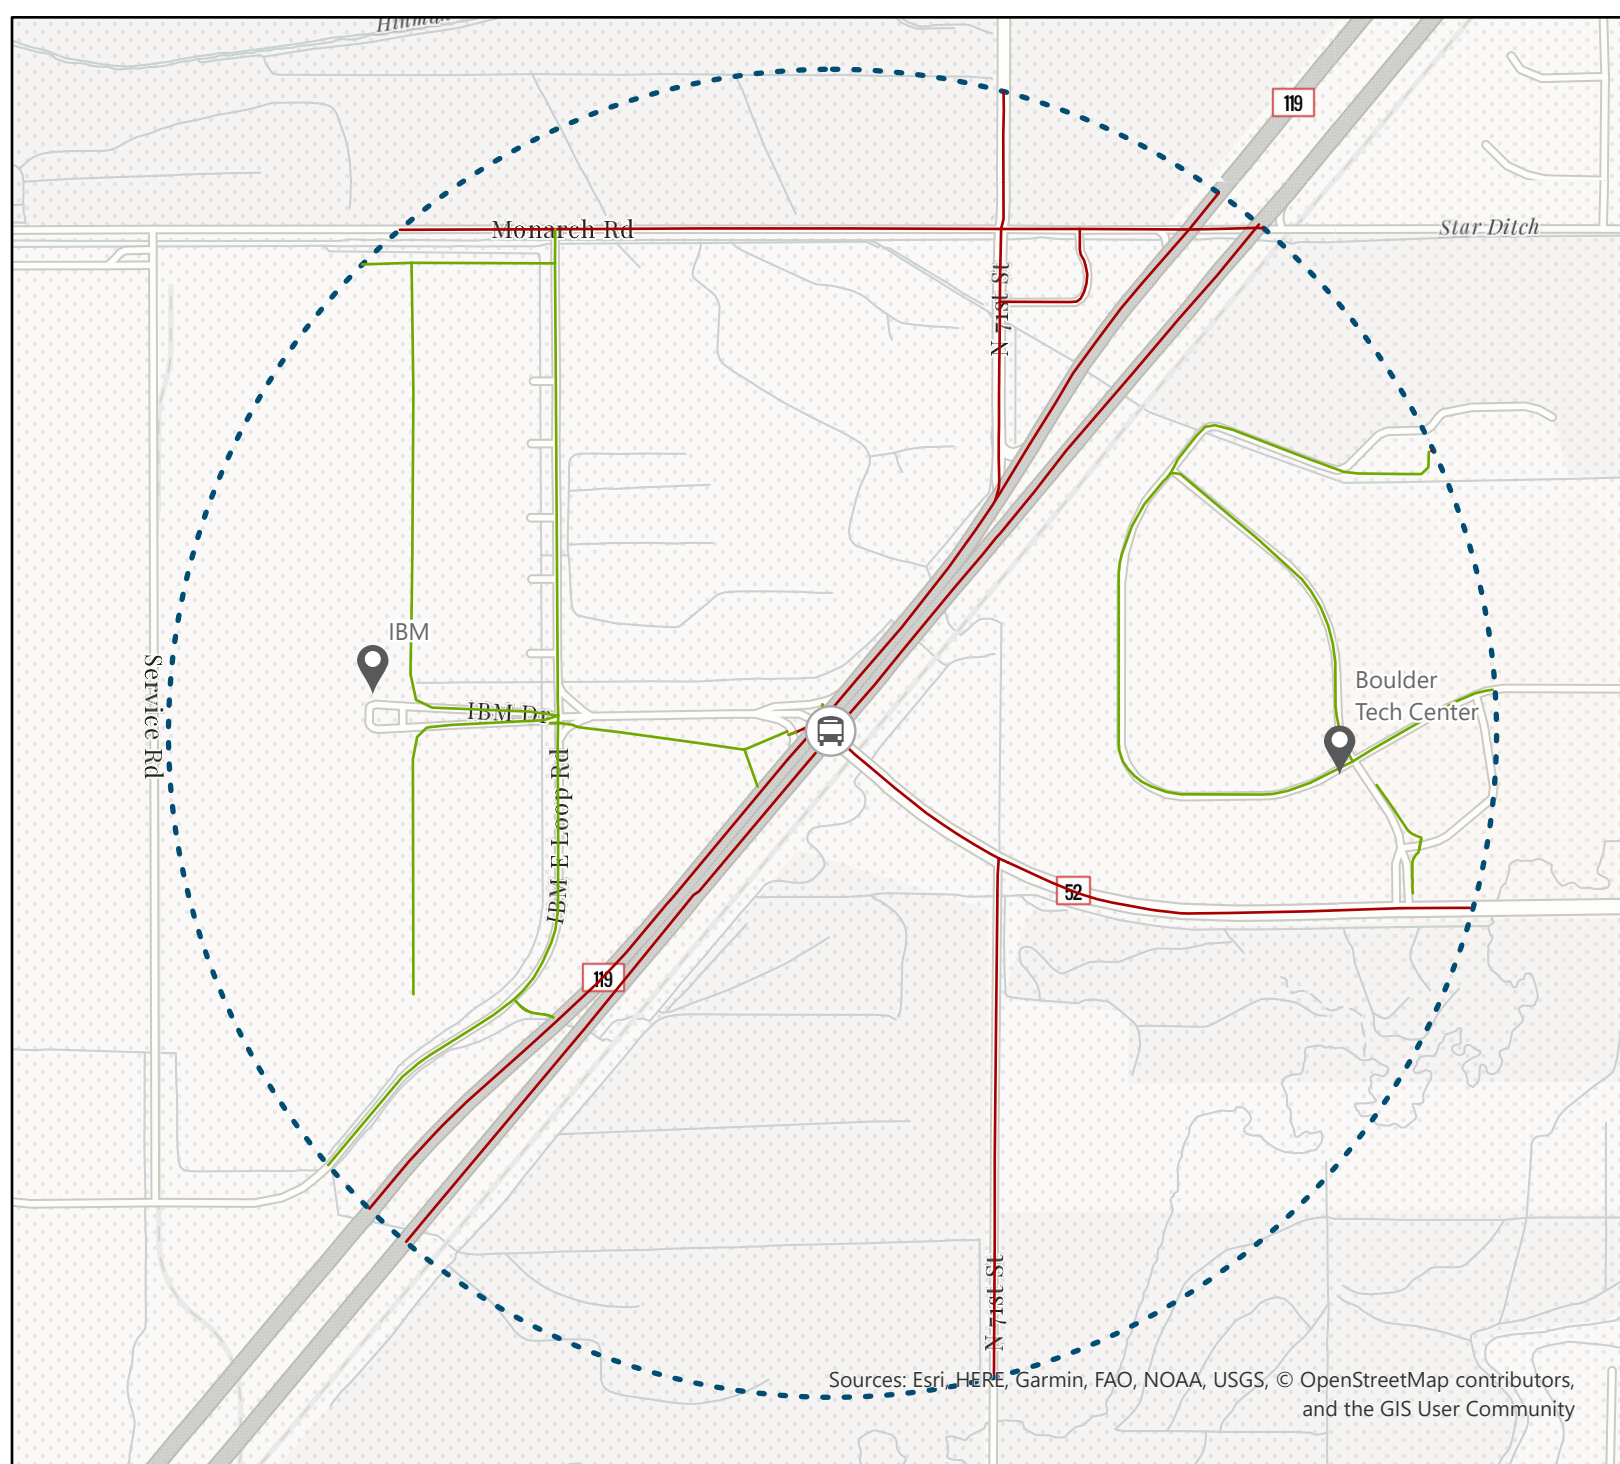 119
Monarch Rd
Star Ditch
N 71st St
IBM
Service Rd
IBM Dr
Boulder
Tech Center
IBM E Loop Rd
52
119
N 71st St
Sources: Esri, HERE, Garmin, FAO, NOAA, USGS, © OpenStreetMap contributors,
and the GIS User Community